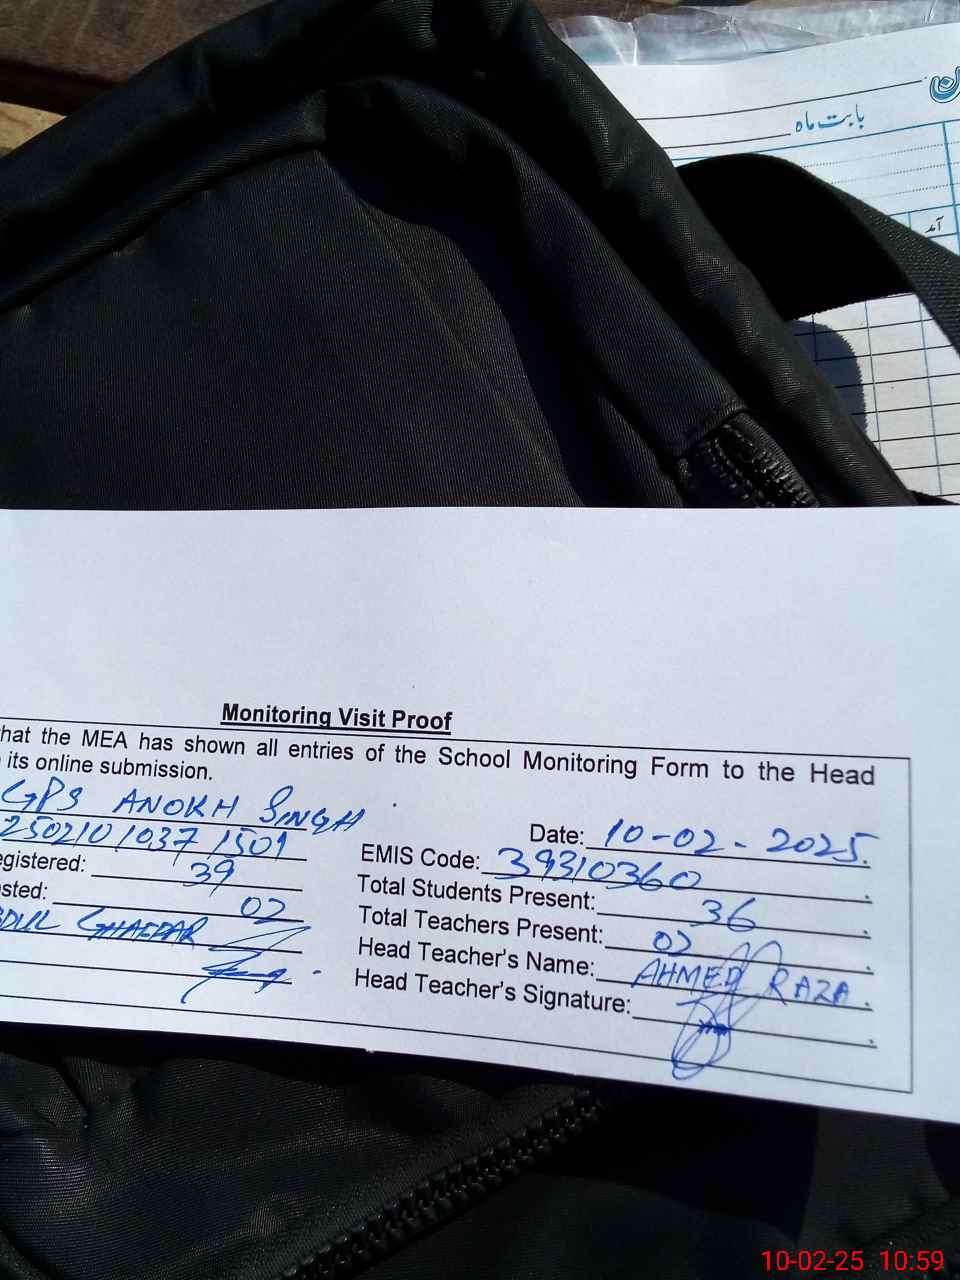 بابت ماہ
آمد
Monitoring Visit Proof
hat the MEA has shown all entries of the School Monitoring Form to the Head
its online submission.
GPS ANOKH SINGH
Date: 10-02-2025.
2502101037 1501
EMIS Code: 39310360.
egistered: 39
Total Students Present: 36.
sted: 02
Total Teachers Present: 02.
BDUL GHAFFAR
Head Teacher's Name: AHMED RAZA.
Head Teacher's Signature:.
10-02-25 10:59